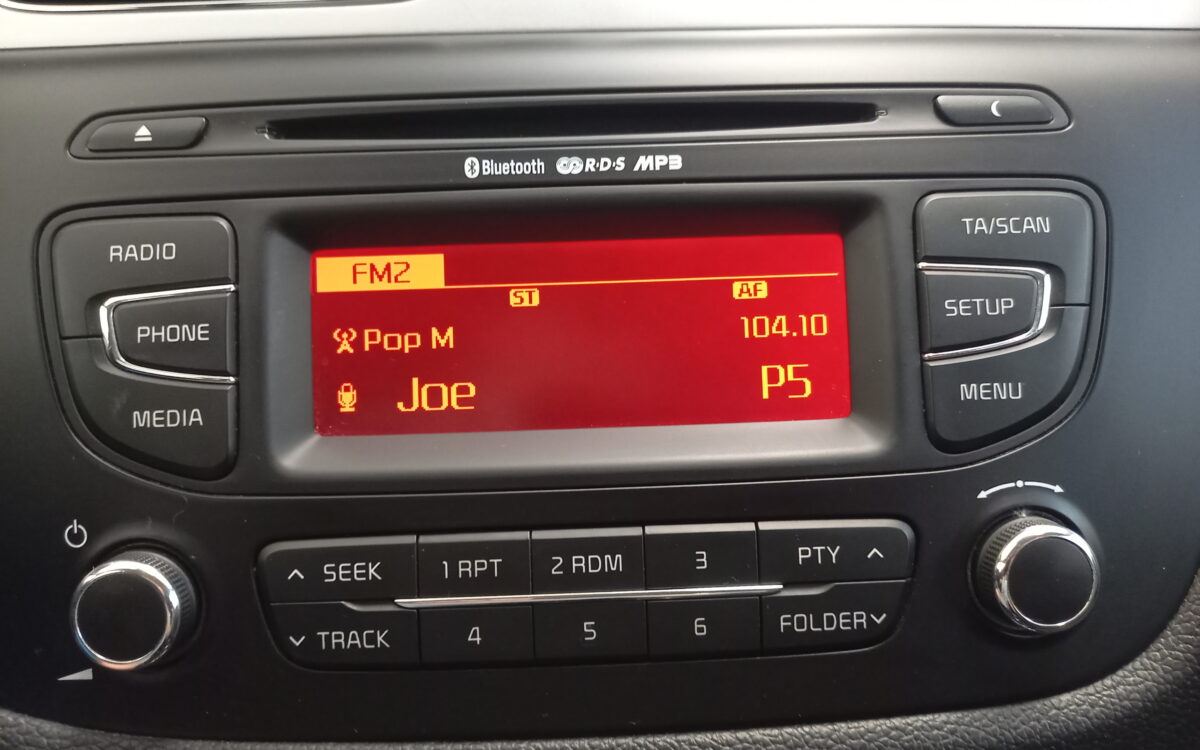 Bluetooth R·D·S MP3
RADIO
PHONE
MEDIA
FM2
ST
AF
Pop M
104.10
Joe
P5
TA/SCAN
SETUP
MENU
SEEK
1 RPT
2 RDM
3
PTY
TRACK
4
5
6
FOLDER